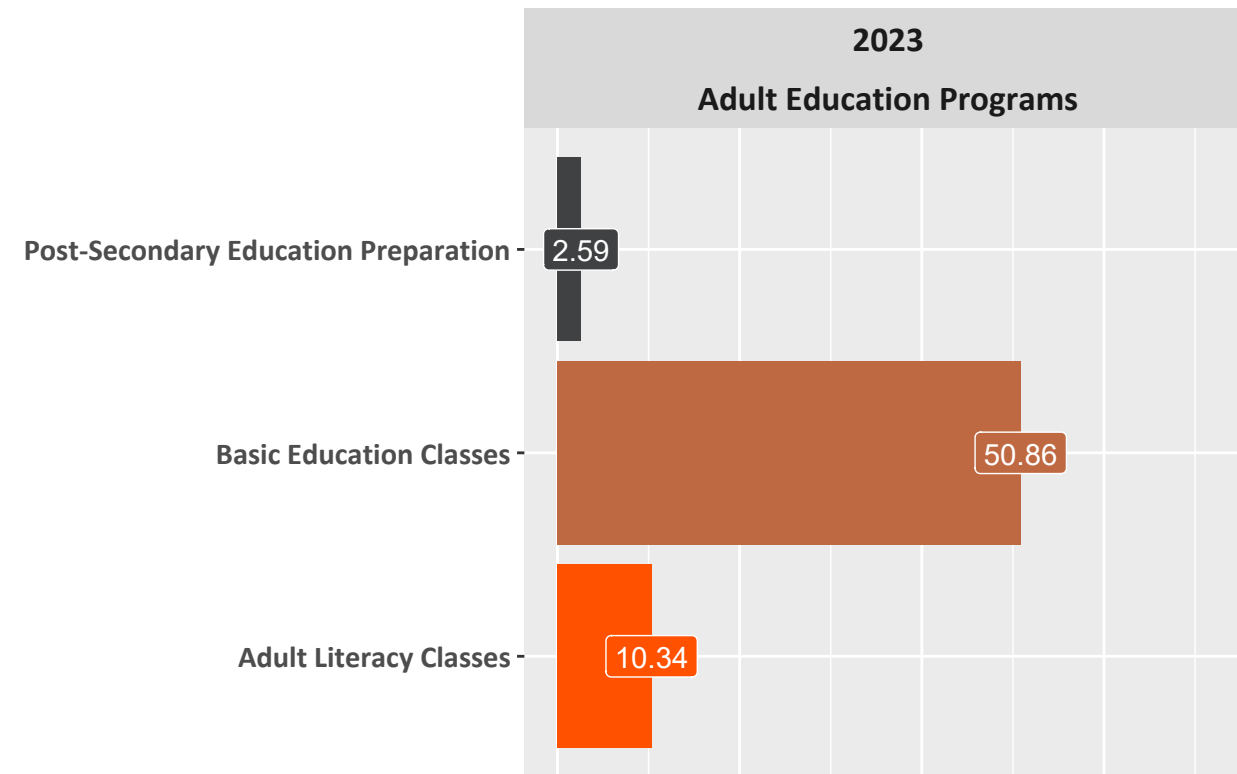 2023
Adult Education Programs
Post-Secondary Education Preparation
2.59
Basic Education Classes
50.86
Adult Literacy Classes
10.34